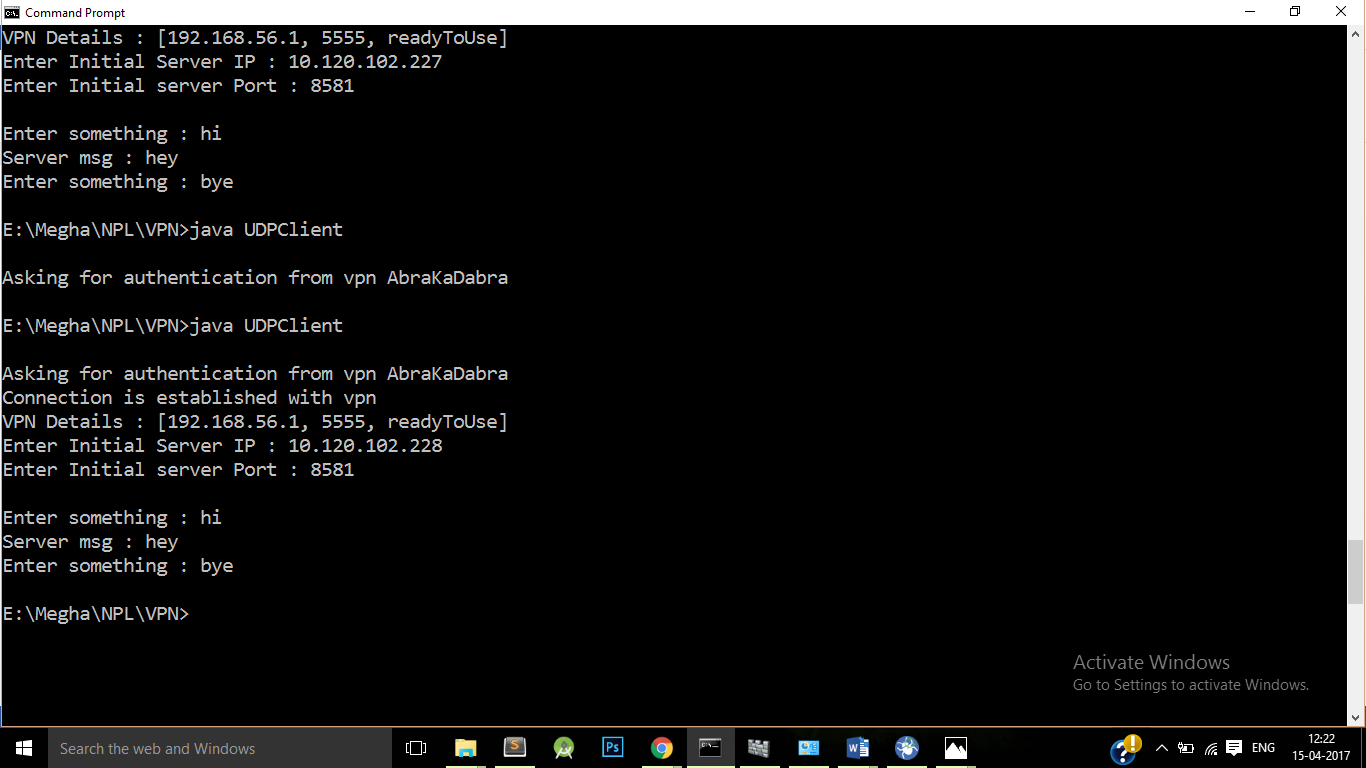 Command Prompt
VPN Details : [192.168.56.1, 5555, readyToUse]
Enter Initial Server IP : 10.120.102.227
Enter Initial server Port : 8581
Enter something : hi
Server msg : hey
Enter something : bye
E:\Megha\NPL\VPN>java UDPClient
Asking for authentication from vpn AbraKaDabra
E:\Megha\NPL\VPN>java UDPClient
Asking for authentication from vpn AbraKaDabra
Connection is established with vpn
VPN Details : [192.168.56.1, 5555, readyToUse]
Enter Initial Server IP : 10.120.102.228
Enter Initial server Port : 8581
Enter something : hi
Server msg : hey
Enter something : bye
E:\Megha\NPL\VPN>
Activate Windows
Go to Settings to activate Windows.
Search the web and Windows
Ps
ENG
12:22
15-04-2017